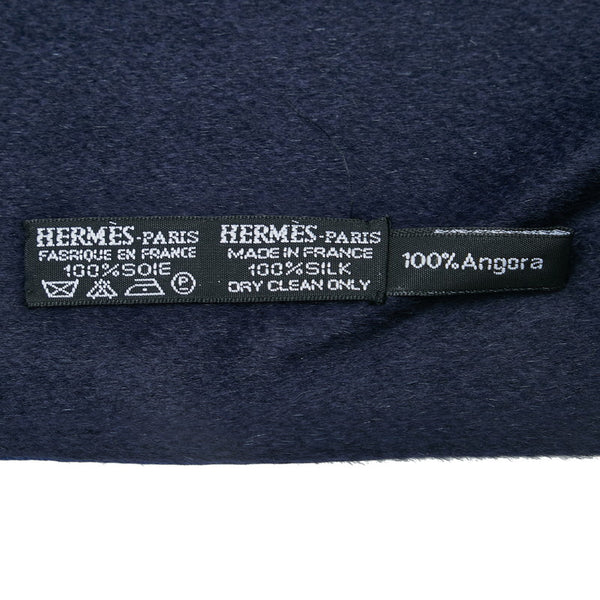 HERMÈS-PARIS
FABRIQUE EN FRANCE
100%SOIE
P
HERMÈS-PARIS
MADE IN FRANCE
100%SILK
DRY CLEAN ONLY
100%Angora